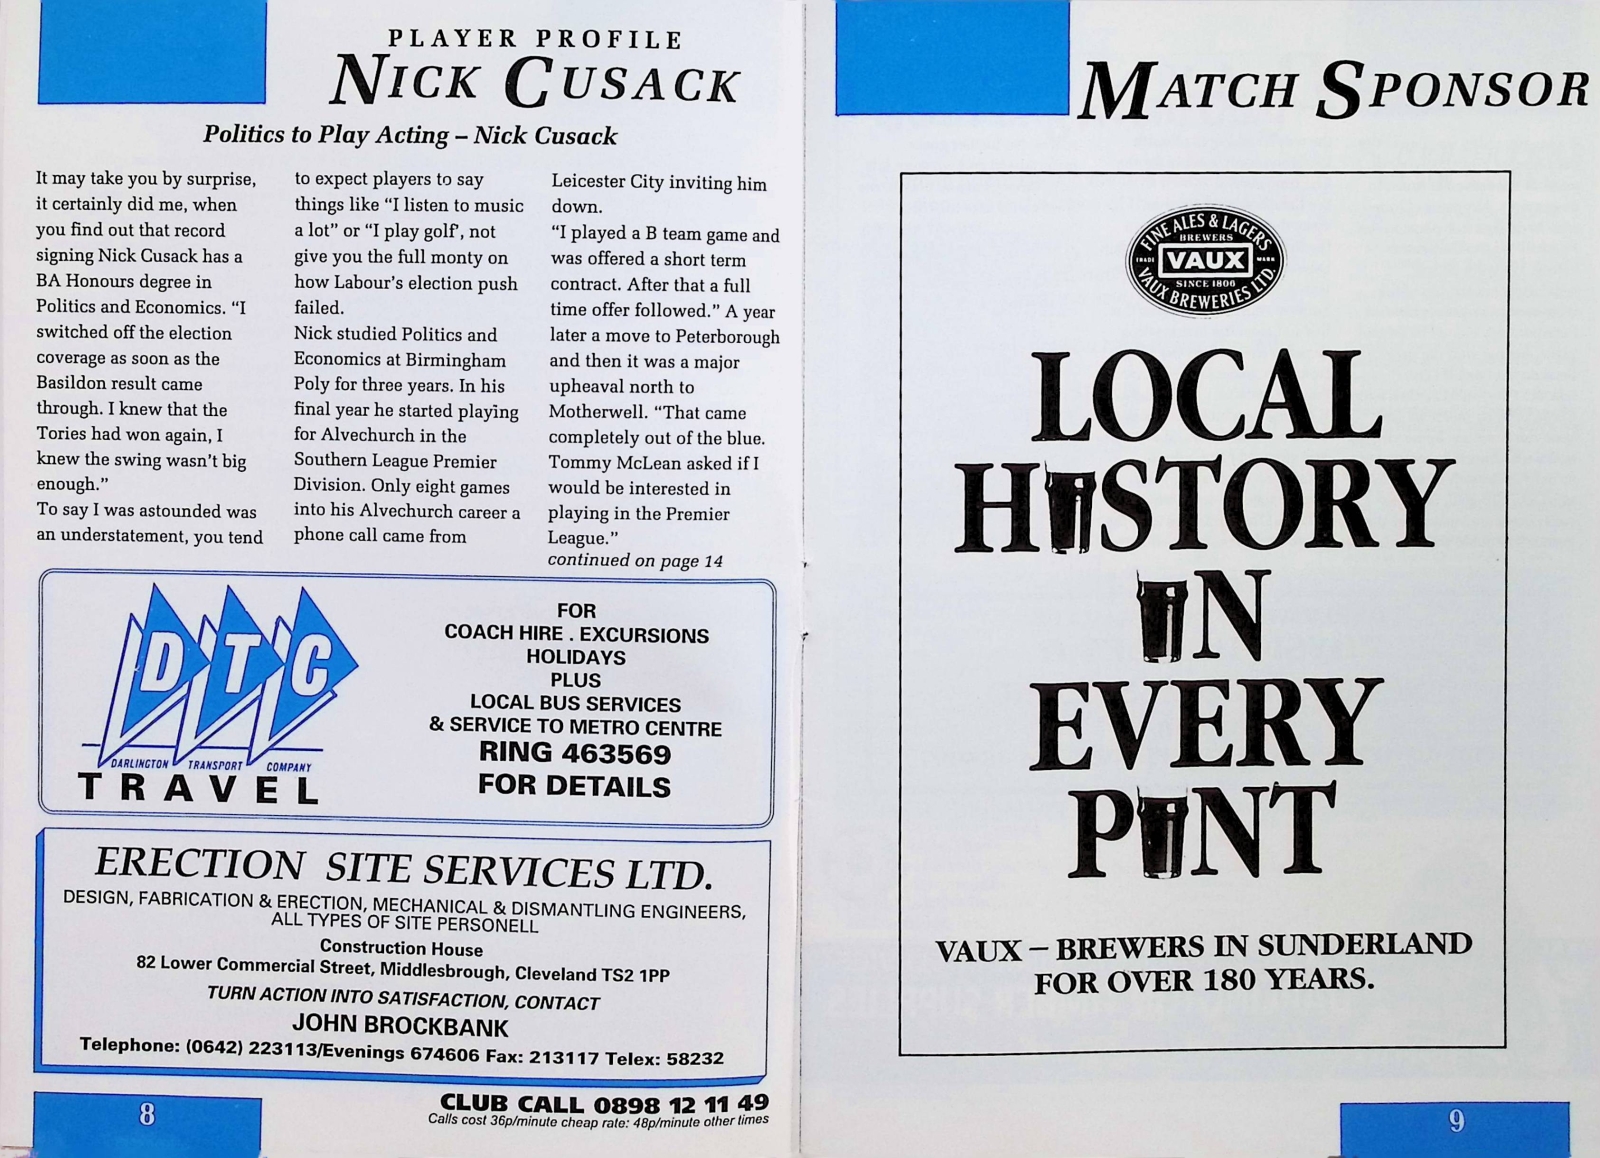 PLAYER PROFILE
NICK CUSACK
Politics to Play Acting – Nick Cusack
It may take you by surprise,
it certainly did me, when
you find out that record
signing Nick Cusack has a
BA Honours degree in
Politics and Economics. “I
switched off the election
coverage as soon as the
Basildon result came
through. I knew that the
Tories had won again, I
knew the swing wasn't big
enough.”
To say I was astounded was
an understatement, you tend
to expect players to say
things like “I listen to music
a lot” or “I play golf', not
give you the full monty on
how Labour's election push
failed.
Nick studied Politics and
Economics at Birmingham
Poly for three years. In his
final year he started playing
for Alvechurch in the
Southern League Premier
Division. Only eight games
into his Alvechurch career a
phone call came from
Leicester City inviting him
down.
“I played a B team game and
was offered a short term
contract. After that a full
time offer followed.” A year
later a move to Peterborough
and then it was a major
upheaval north to
Motherwell. “That came
completely out of the blue.
Tommy McLean asked if I
would be interested in
playing in the Premier
League.”
continued on page 14
DTC
DARLINGTON TRANSPORT COMPANY
TRAVEL
FOR
COACH HIRE . EXCURSIONS
HOLIDAYS
PLUS
LOCAL BUS SERVICES
& SERVICE TO METRO CENTRE
RING 463569
FOR DETAILS
ERECTION SITE SERVICES LTD.
DESIGN, FABRICATION & ERECTION, MECHANICAL & DISMANTLING ENGINEERS,
ALL TYPES OF SITE PERSONELL
Construction House
82 Lower Commercial Street, Middlesbrough, Cleveland TS2 1PP
TURN ACTION INTO SATISFACTION, CONTACT
JOHN BROCKBANK
Telephone: (0642) 223113/Evenings 674606 Fax: 213117 Telex: 58232
CLUB CALL 0898 12 11 49
Calls cost 36p/minute cheap rate: 48p/minute other times
8
MATCH SPONSOR
FINE ALES & LAGERS
BREWERS
TRADE VAUX MARK
SINCE 1806
VAUX BREWERIES LTD.
LOCAL
HISTORY
IN
EVERY
PINT
VAUX – BREWERS IN SUNDERLAND
FOR OVER 180 YEARS.
9